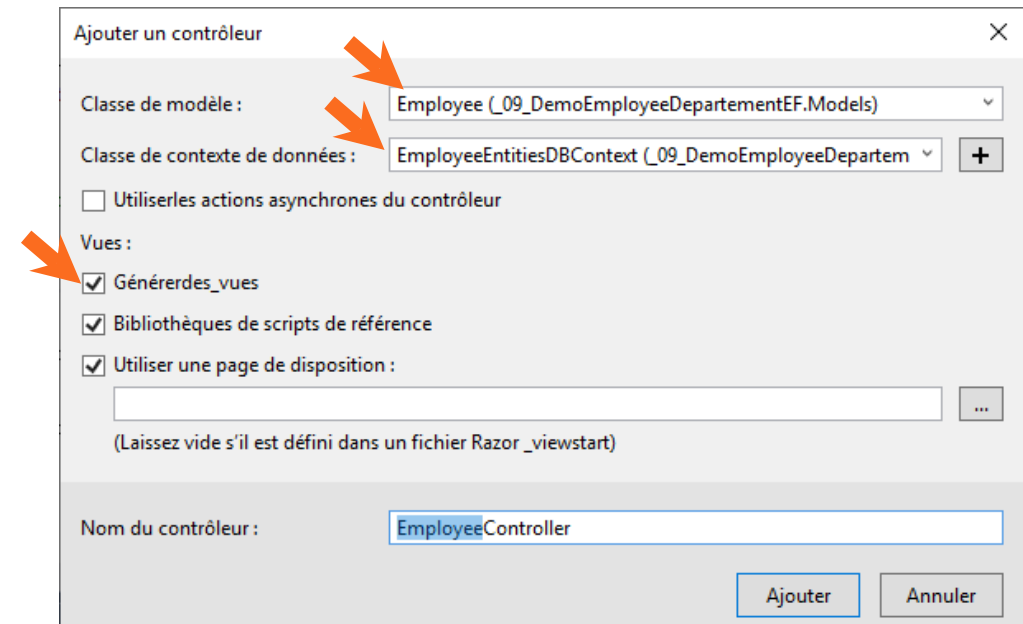 Ajouter un contrôleur
Classe de modèle :
Employee (_09_DemoEmployeeDepartementEF.Models)
Classe de contexte de données :
EmployeeEntitiesDBContext (_09_DemoEmployeeDepartem
+
Utiliserles actions asynchrones du contrôleur
Vues :
Générerdes_vues
Bibliothèques de scripts de référence
Utiliser une page de disposition :
...
(Laissez vide s’il est défini dans un fichier Razor _viewstart)
Nom du contrôleur :
EmployeeController
Ajouter
Annuler